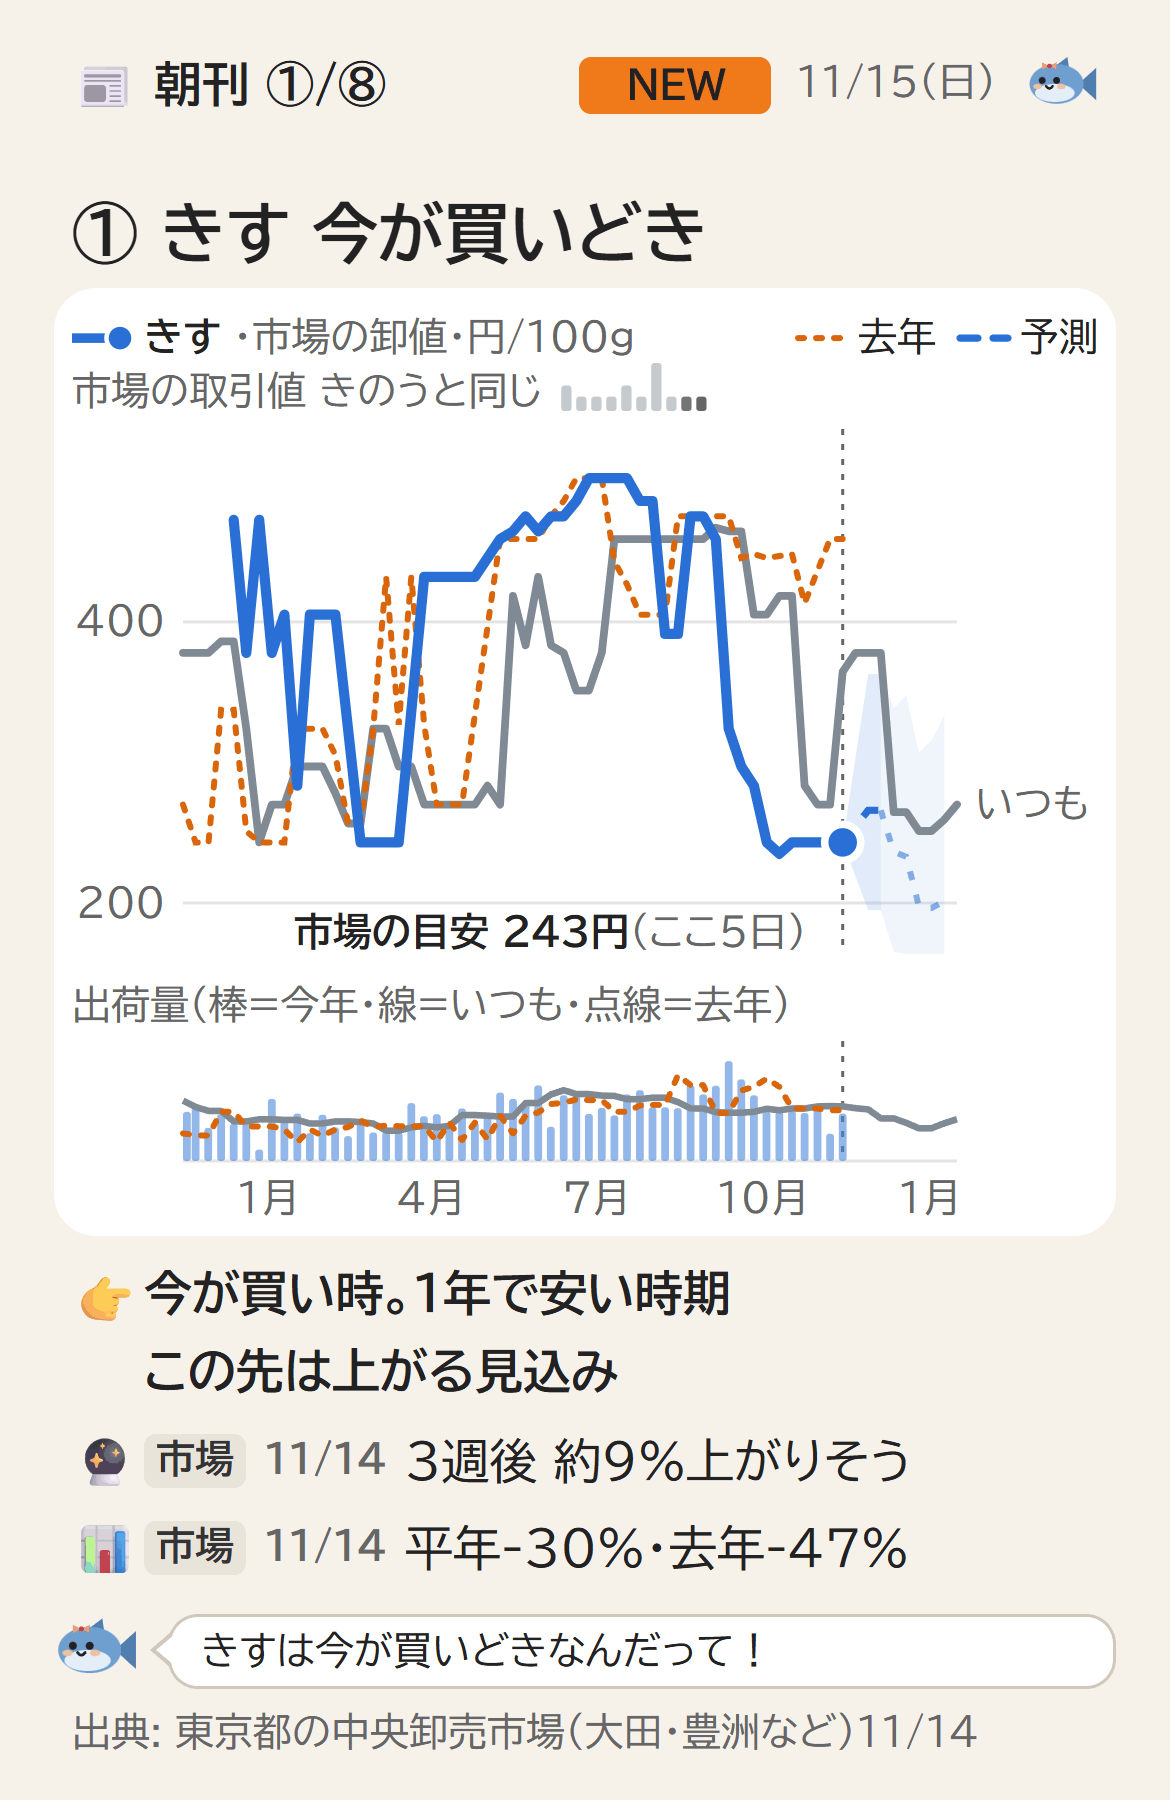 朝刊 ①/⑧ NEW 11/15(日)
① きす 今が買いどき
きす ・市場の卸値・円/100g 去年 予測
市場の取引値 きのうと同じ
400
いつも
200
市場の目安 243円(ここ5日)
出荷量(棒=今年・線=いつも・点線=去年)
1月 4月 7月 10月 1月
今が買い時。1年で安い時期
この先は上がる見込み
市場 11/14 3週後 約9%上がりそう
市場 11/14 平年-30%・去年-47%
きすは今が買いどきなんだって！
出典: 東京都の中央卸売市場(大田・豊洲など)11/14